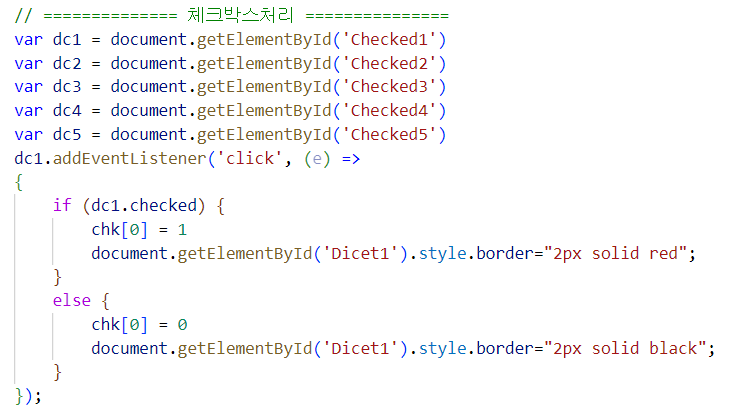 // ============== 체크박스처리 ===============
var dc1 = document.getElementById('Checked1')
var dc2 = document.getElementById('Checked2')
var dc3 = document.getElementById('Checked3')
var dc4 = document.getElementById('Checked4')
var dc5 = document.getElementById('Checked5')
dc1.addEventListener('click', (e) =>
{
    if (dc1.checked) {
        chk[0] = 1
        document.getElementById('Dicet1').style.border="2px solid red";
    }
    else {
        chk[0] = 0
        document.getElementById('Dicet1').style.border="2px solid black";
    }
});